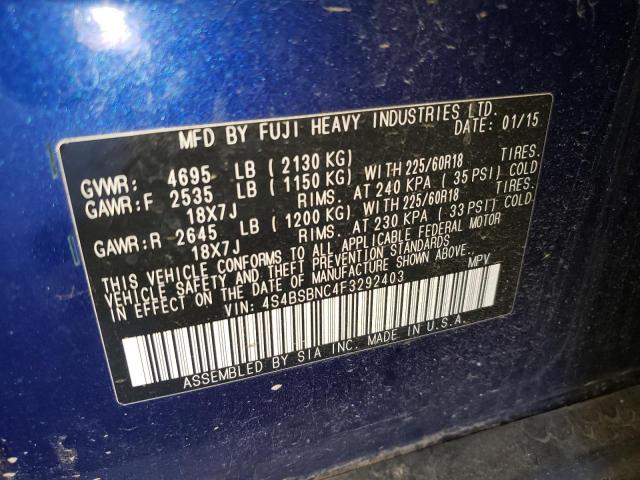 MFD BY FUJI HEAVY INDUSTRIES LTD.
DATE: 01/15
GVWR: 4695 LB ( 2130 KG)
GAWR:F 2535 LB ( 1150 KG) WITH 225/60R18 TIRES.
18X7J RIMS. AT 240 KPA ( 35 PSI) COLD
GAWR:R 2645 LB ( 1200 KG) WITH 225/60R18 TIRES.
18X7J RIMS. AT 230 KPA ( 33 PSI) COLD.
THIS VEHICLE CONFORMS TO ALL APPLICABLE FEDERAL MOTOR
VEHICLE SAFETY AND THEFT PREVENTION STANDARDS
IN EFFECT ON THE DATE OF MANUFACTURE SHOWN ABOVE.
VIN: 4S4BSBNC4F3292403 MPV
ASSEMBLED BY SIA INC. MADE IN U.S.A.